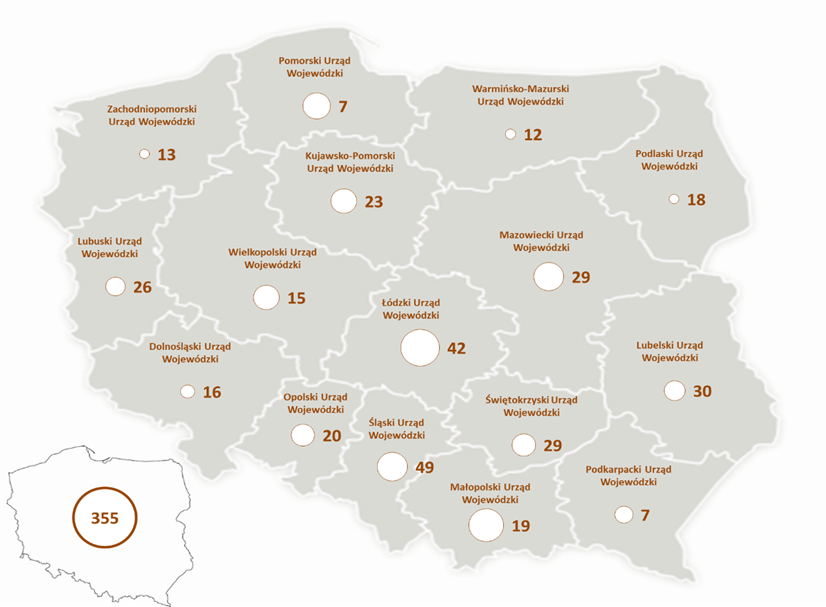 Pomorski Urząd
Wojewódzki
7
Warmińsko-Mazurski
Urząd Wojewódzki
12
Zachodniopomorski
Urząd Wojewódzki
13
Kujawsko-Pomorski
Urząd Wojewódzki
23
Podlaski Urząd
Wojewódzki
18
Lubuski Urząd
Wojewódzki
26
Wielkopolski Urząd
Wojewódzki
15
Mazowiecki Urząd
Wojewódzki
29
Łódzki Urząd
Wojewódzki
42
Dolnośląski Urząd
Wojewódzki
16
Lubelski Urząd
Wojewódzki
30
Opolski Urząd
Wojewódzki
20
Śląski Urząd
Wojewódzki
49
Świętokrzyski Urząd
Wojewódzki
29
Małopolski Urząd
Wojewódzki
19
Podkarpacki Urząd
Wojewódzki
7
355